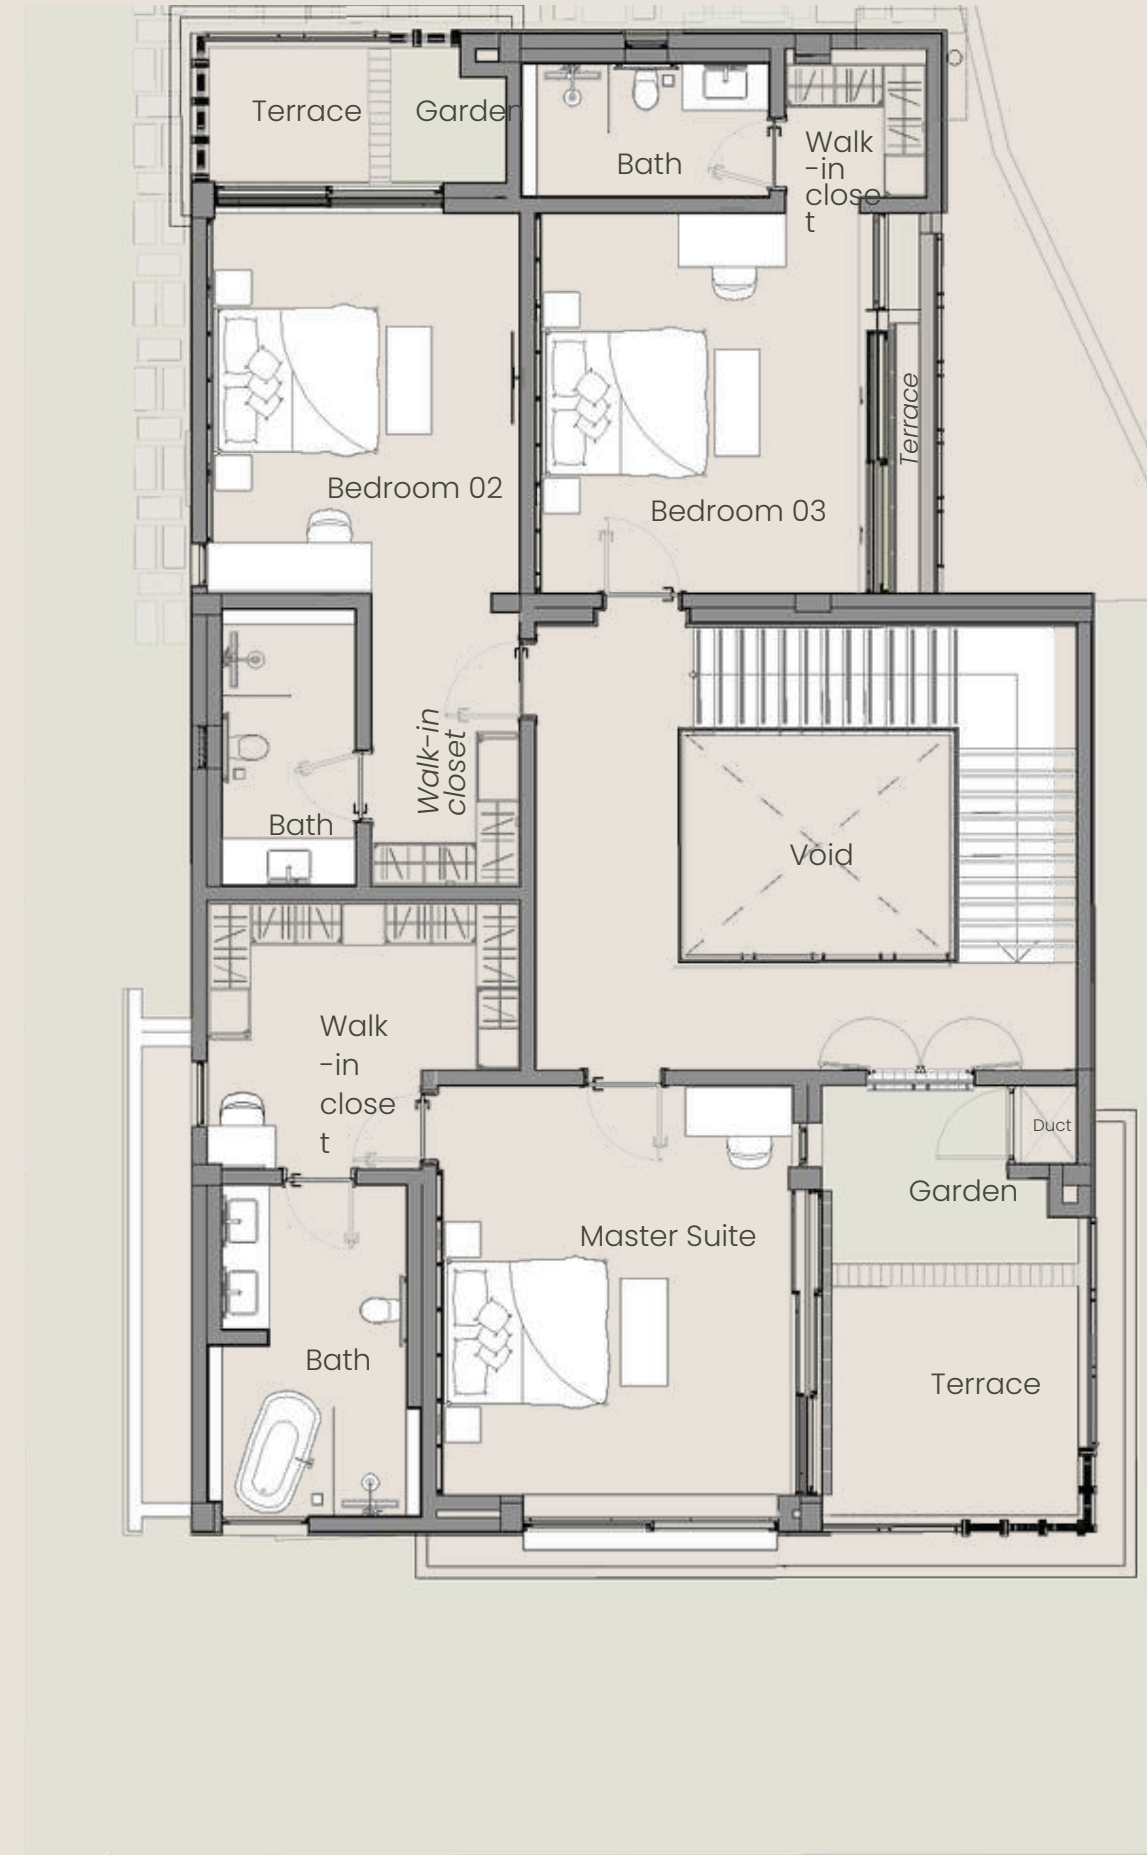 Terrace
Garden
Bath
Walk
-in
close
t
Terrace
Bedroom 02
Bedroom 03
Walk-in
closet
Bath
Void
Walk
-in
close
t
Duct
Garden
Master Suite
Bath
Terrace